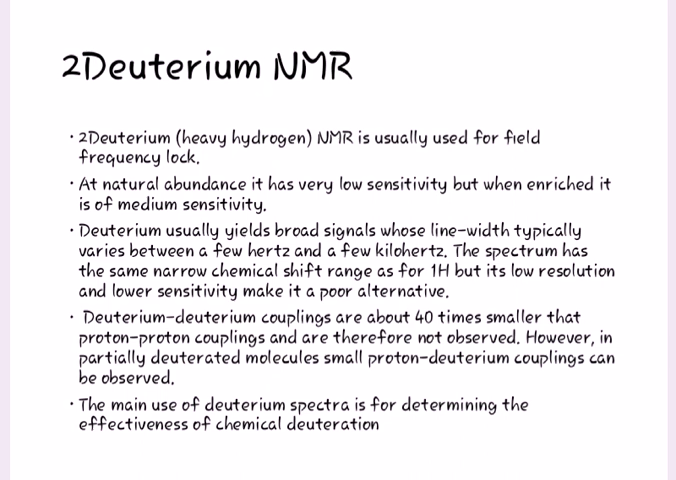 2Deuterium NMR
· 2Deuterium (heavy hydrogen) NMR is usually used for field
frequency lock.
· At natural abundance it has very low sensitivity but when enriched it
is of medium sensitivity.
· Deuterium usually yields broad signals whose line-width typically
varies between a few hertz and a few kilohertz. The spectrum has
the same narrow chemical shift range as for 1H but its low resolution
and lower sensitivity make it a poor alternative.
· Deuterium-deuterium couplings are about 40 times smaller that
proton-proton couplings and are therefore not observed. However, in
partially deuterated molecules small proton-deuterium couplings can
be observed.
· The main use of deuterium spectra is for determining the
effectiveness of chemical deuteration